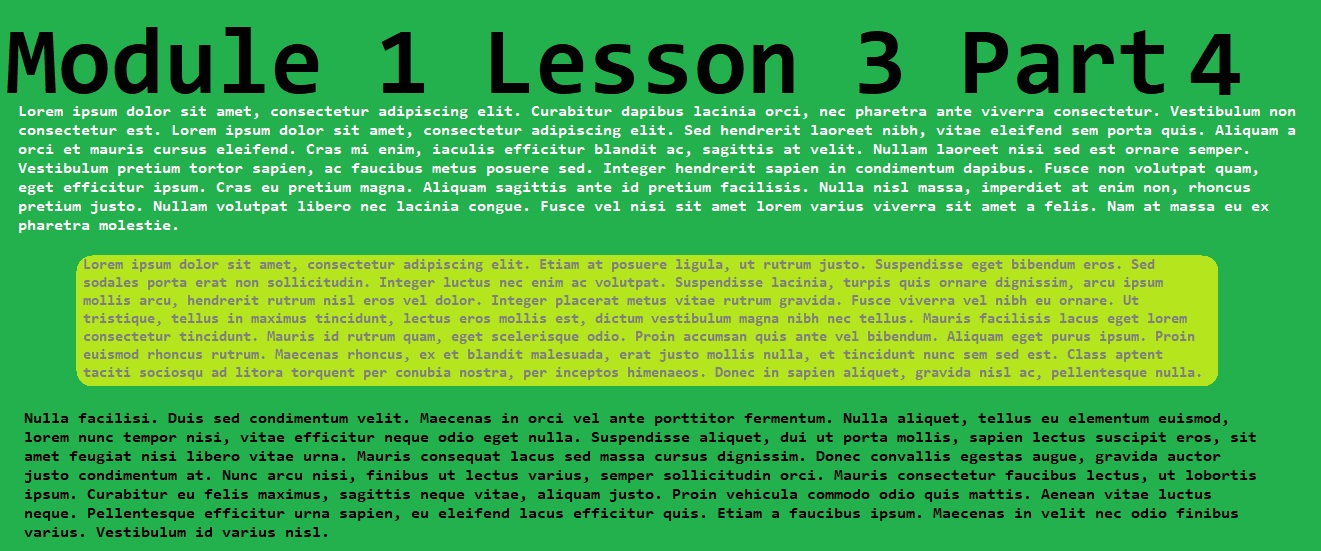 Module 1 Lesson 3 Part 4
Lorem ipsum dolor sit amet, consectetur adipiscing elit. Curabitur dapibus lacinia orci, nec pharetra ante viverra consectetur. Vestibulum non
consectetur est. Lorem ipsum dolor sit amet, consectetur adipiscing elit. Sed hendrerit laoreet nibh, vitae eleifend sem porta quis. Aliquam a
orci et mauris cursus eleifend. Cras mi enim, iaculis efficitur blandit ac, sagittis at velit. Nullam laoreet nisi sed est ornare semper.
Vestibulum pretium tortor sapien, ac faucibus metus posuere sed. Integer hendrerit sapien in condimentum dapibus. Fusce non volutpat quam,
eget efficitur ipsum. Cras eu pretium magna. Aliquam sagittis ante id pretium facilisis. Nulla nisl massa, imperdiet at enim non, rhoncus
pretium justo. Nullam volutpat libero nec lacinia congue. Fusce vel nisi sit amet lorem varius viverra sit amet a felis. Nam at massa eu ex
pharetra molestie.
Lorem ipsum dolor sit amet, consectetur adipiscing elit. Etiam at posuere ligula, ut rutrum justo. Suspendisse eget bibendum eros. Sed
sodales porta erat non sollicitudin. Integer luctus nec enim ac volutpat. Suspendisse lacinia, turpis quis ornare dignissim, arcu ipsum
mollis arcu, hendrerit rutrum nisl eros vel dolor. Integer placerat metus vitae rutrum gravida. Fusce viverra vel nibh eu ornare. Ut
tristique, tellus in maximus tincidunt, lectus eros mollis est, dictum vestibulum magna nibh nec tellus. Mauris facilisis lacus eget lorem
consectetur tincidunt. Mauris id rutrum quam, eget scelerisque odio. Proin accumsan quis ante vel bibendum. Aliquam eget purus ipsum. Proin
euismod rhoncus rutrum. Maecenas rhoncus, ex et blandit malesuada, erat justo mollis nulla, et tincidunt nunc sem sed est. Class aptent
taciti sociosqu ad litora torquent per conubia nostra, per inceptos himenaeos. Donec in sapien aliquet, gravida nisl ac, pellentesque nulla.
Nulla facilisi. Duis sed condimentum velit. Maecenas in orci vel ante porttitor fermentum. Nulla aliquet, tellus eu elementum euismod,
lorem nunc tempor nisi, vitae efficitur neque odio eget nulla. Suspendisse aliquet, dui ut porta mollis, sapien lectus suscipit eros, sit
amet feugiat nisi libero vitae urna. Mauris consequat lacus sed massa cursus dignissim. Donec convallis egestas augue, gravida auctor
justo condimentum at. Nunc arcu nisi, finibus ut lectus varius, semper sollicitudin orci. Mauris consectetur faucibus lectus, ut lobortis
ipsum. Curabitur eu felis maximus, sagittis neque vitae, aliquam justo. Proin vehicula commodo odio quis mattis. Aenean vitae luctus
neque. Pellentesque efficitur urna sapien, eu eleifend lacus efficitur quis. Etiam a faucibus ipsum. Maecenas in velit nec odio finibus
varius. Vestibulum id varius nisl.